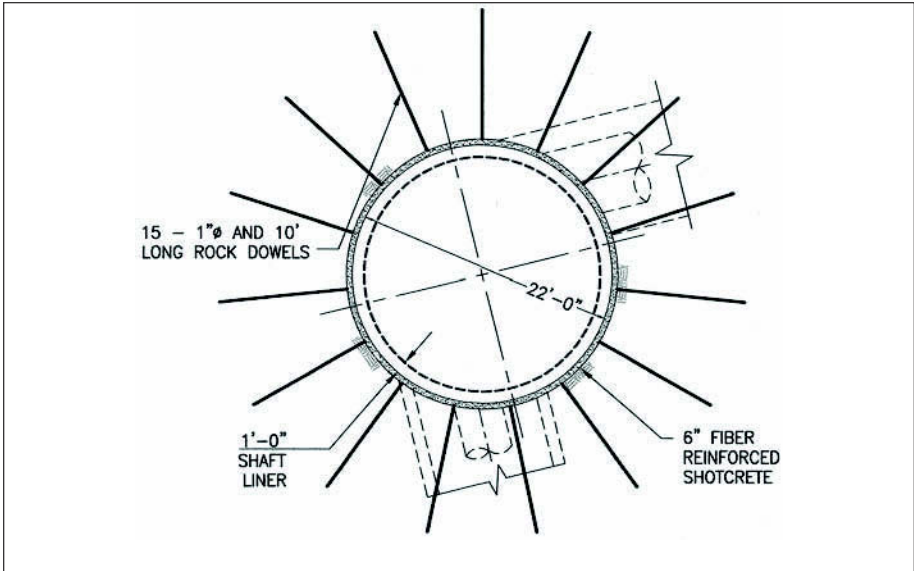 15 – 1"ø AND 10'
LONG ROCK DOWELS
22'-0"
1'-0"
SHAFT
LINER
6" FIBER
REINFORCED
SHOTCRETE